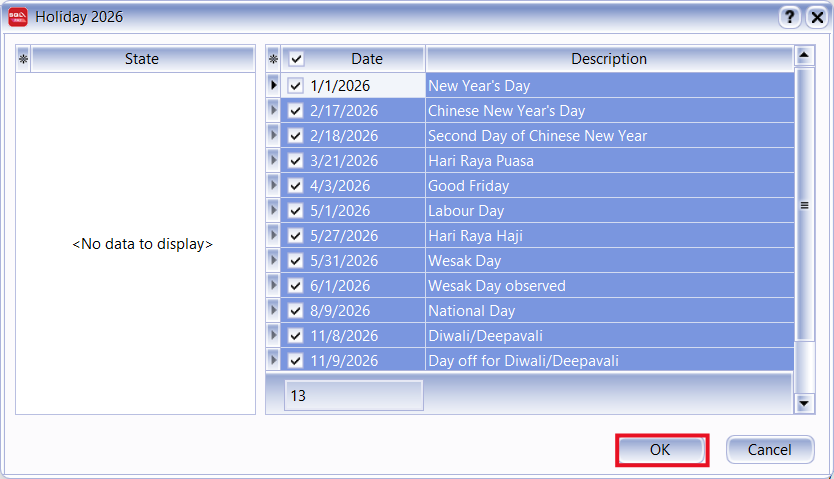 Holiday 2026
State
Date Description
1/1/2026 New Year's Day
2/17/2026 Chinese New Year's Day
2/18/2026 Second Day of Chinese New Year
3/21/2026 Hari Raya Puasa
4/3/2026 Good Friday
5/1/2026 Labour Day
5/27/2026 Hari Raya Haji
<No data to display>
5/31/2026 Wesak Day
6/1/2026 Wesak Day observed
8/9/2026 National Day
11/8/2026 Diwali/Deepavali
11/9/2026 Day off for Diwali/Deepavali
13
OK Cancel